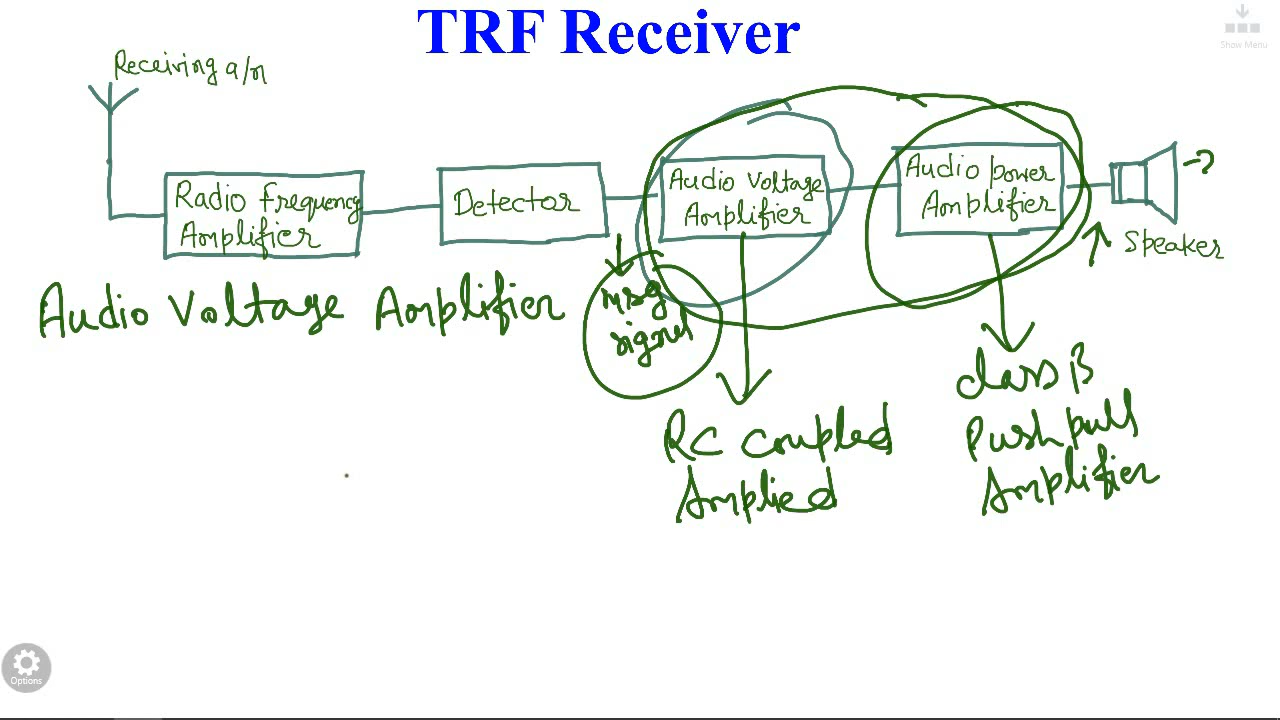 TRF Receiver
Show Menu
Receiving a/n
Radio frequency
Amplifier
Detector
Audio Voltage
Amplifier
Audio power
Amplifier
Speaker
Audio Voltage Amplifier
msg
signal
RC Coupled
Amplied
class B
Push pull
Amplifier
Options